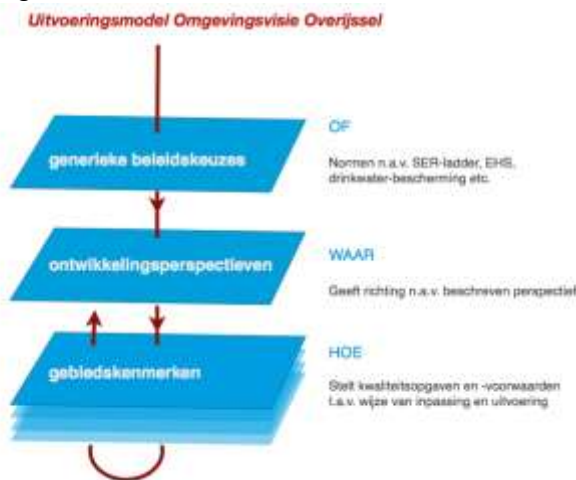 Uitvoeringsmodel Omgevingsvisie Overijssel
generieke beleidskeuzes
OF
Normen n.a.v. SER-ladder, EHS,
drinkwater-bescherming etc.
ontwikkelingsperspectieven
WAAR
Geeft richting n.a.v. beschreven perspectief
gebiedskenmerken
HOE
Stelt kwaliteitsopgaven en -voorwaarden
t.a.v. wijze van inpassing en uitvoering